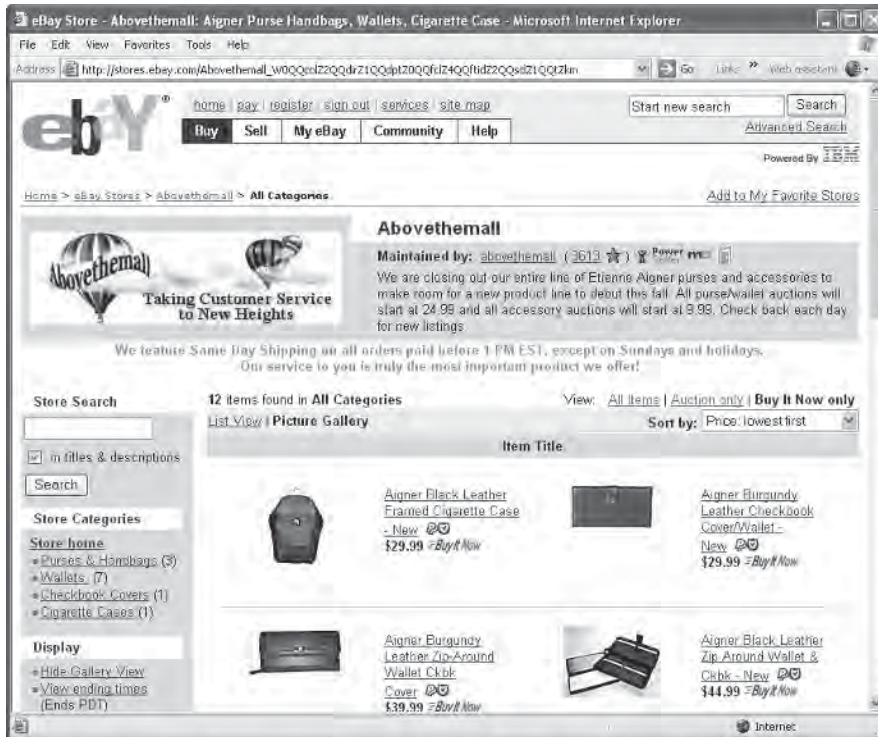 eBay Store - Abovethemall: Aigner Purse Handbags, Wallets, Cigarette Case - Microsoft Internet Explorer
File Edit View Favorites Tools Help
Address
Go Links » Web assistant
ebay®
home | pay | register | sign out | services | site map
Start new search Search
Buy Sell My eBay Community Help
Advanced Search
Powered By IBM
Home > eBay Stores > Abovethemall > All Categories
Add to My Favorite Stores
Abovethemall
Abovethemall
Taking Customer Service
to New Heights
Maintained by: abovethemall ( 3613 ) Power me
We are closing out our entire line of Etienne Aigner purses and accessories to
make room for a new product line to debut this fall. All purse/wallet auctions will
start at 24.99 and all accessory auctions will start at 9.99. Check back each day
for new listings
We feature Same Day Shipping on all orders paid before 1 PM EST, except on Sundays and holidays.
Our service to you is truly the most important product we offer!
Store Search
in titles & descriptions
Search
Store Categories
Store home
Purses & Handbags (3)
Wallets (7)
Checkbook Covers (1)
Cigarette Cases (1)
Display
Hide Gallery View
View ending times
(Ends PDT)
12 items found in All Categories
View: All Items | Auction only | Buy It Now only
List View | Picture Gallery
Sort by: Price: lowest first
Item Title
Aigner Black Leather
Framed Cigarette Case
- New
$29.99 =Buy It Now
Aigner Burgundy
Leather Checkbook
Cover/Wallet -
New
$29.99 =Buy It Now
Aigner Burgundy
Leather Zip-Around
Wallet Ckbk
Cover
$39.99 =Buy It Now
Aigner Black Leather
Zip Around Wallet &
Ckbk - New
$44.99 =Buy It Now
Internet